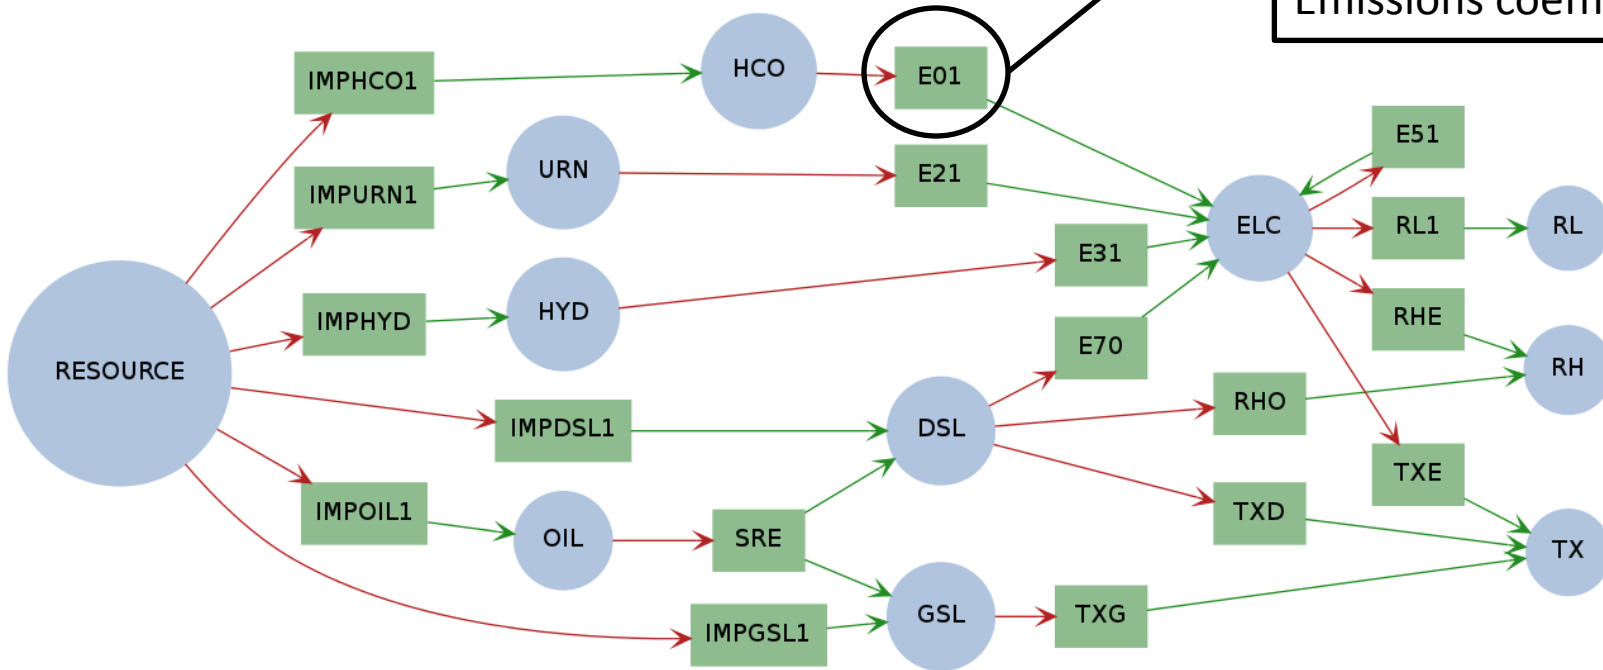 IMPHCO1
HCO
E01
IMPURN1
URN
E21
E51
ELC
RL1
RL
E31
IMPHYD
HYD
RHE
RH
RESOURCE
E70
IMPDSL1
DSL
RHO
TXE
IMPOIL1
OIL
SRE
TXD
TX
IMPGSL1
GSL
TXG
Emissions